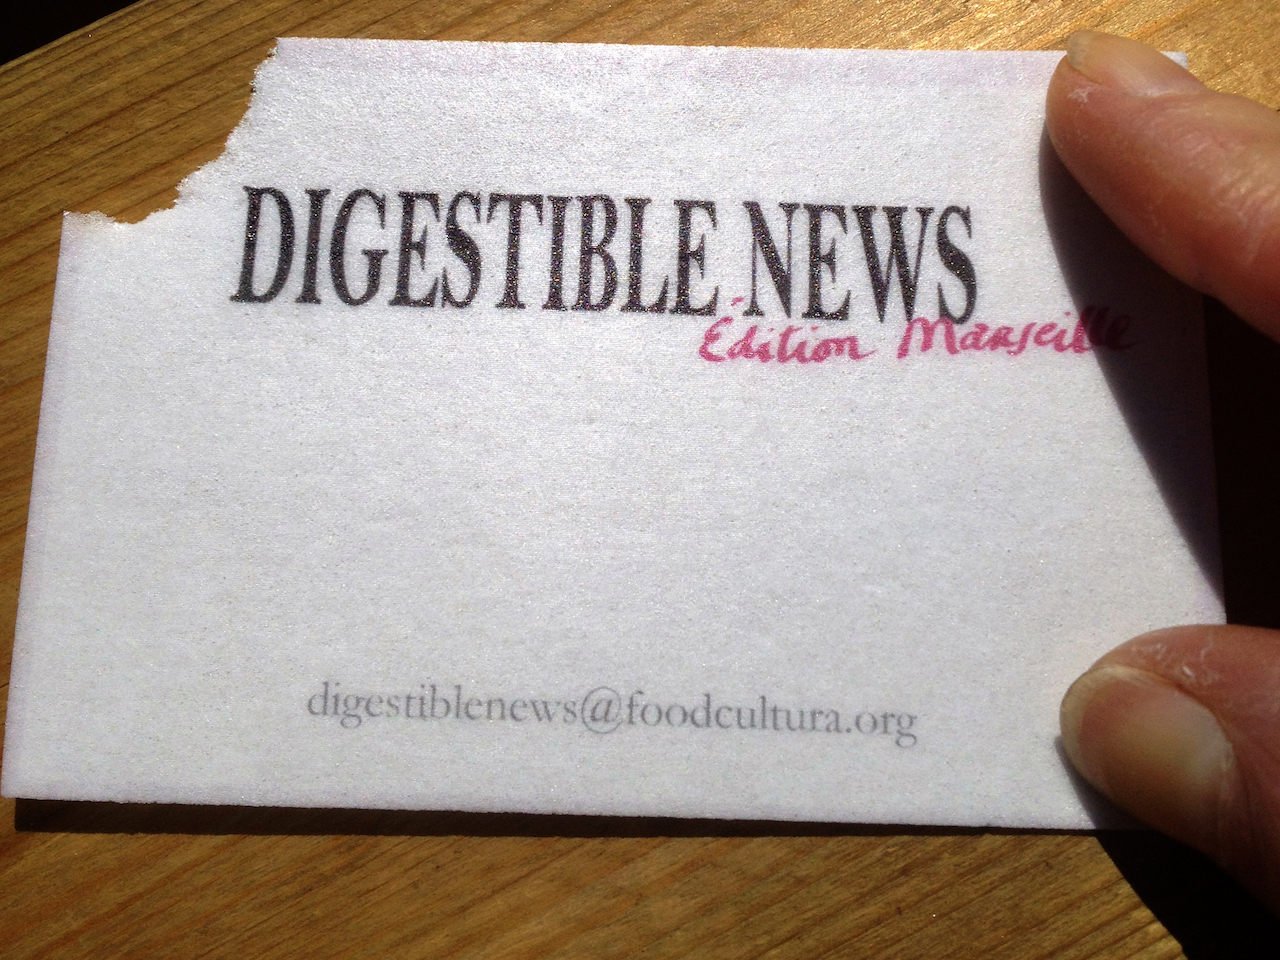 DIGESTIBLE NEWS
Édition Marseille
digestiblenews@foodcultura.org